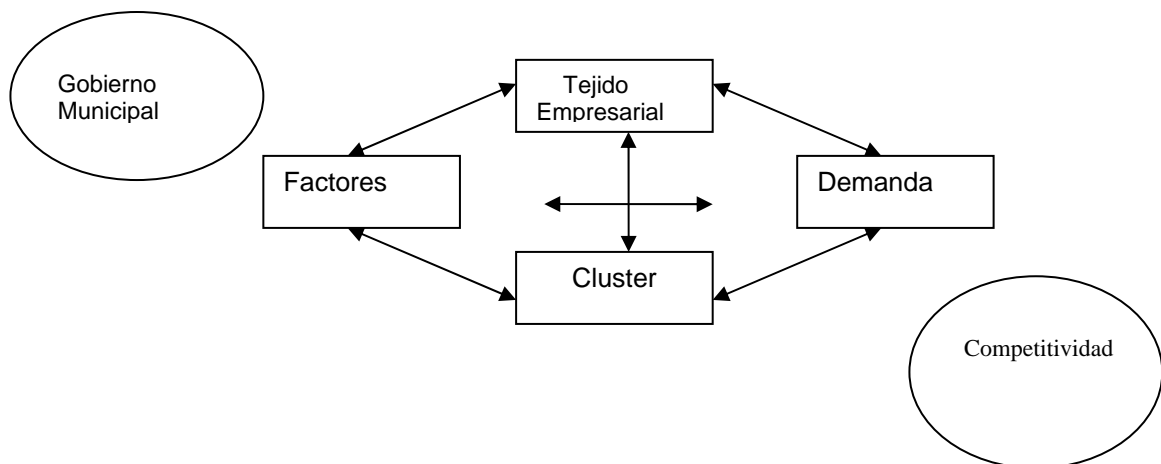 Gobierno
Municipal
Tejido
Empresarial
Factores
Demanda
Cluster
Competitividad